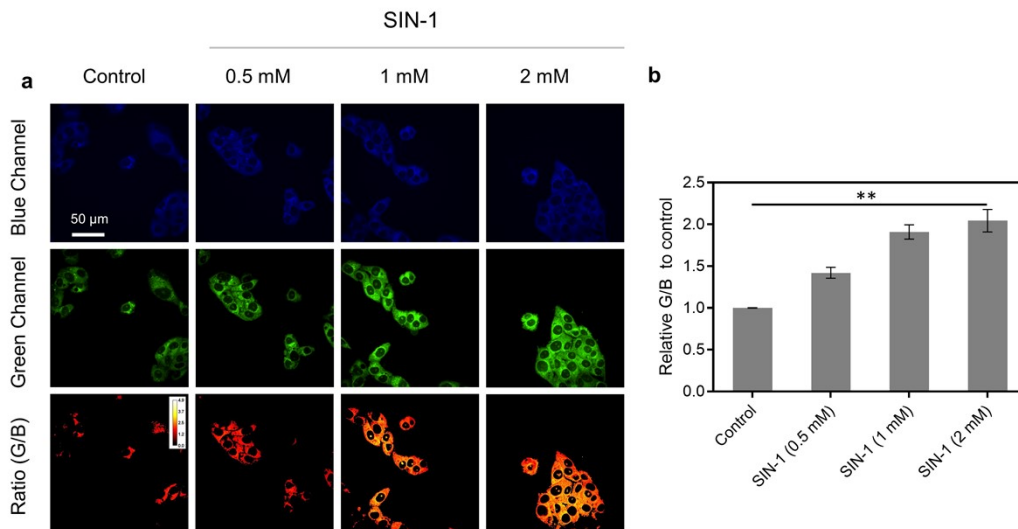 SIN-1
a
Control
0.5 mM
1 mM
2 mM
b
Blue Channel
50 µm
Green Channel
Ratio (G/B)
Relative G/B to control
2.5
2.0
1.5
1.0
0.5
0.0
**
Control
SIN-1 (0.5 mM)
SIN-1 (1 mM)
SIN-1 (2 mM)